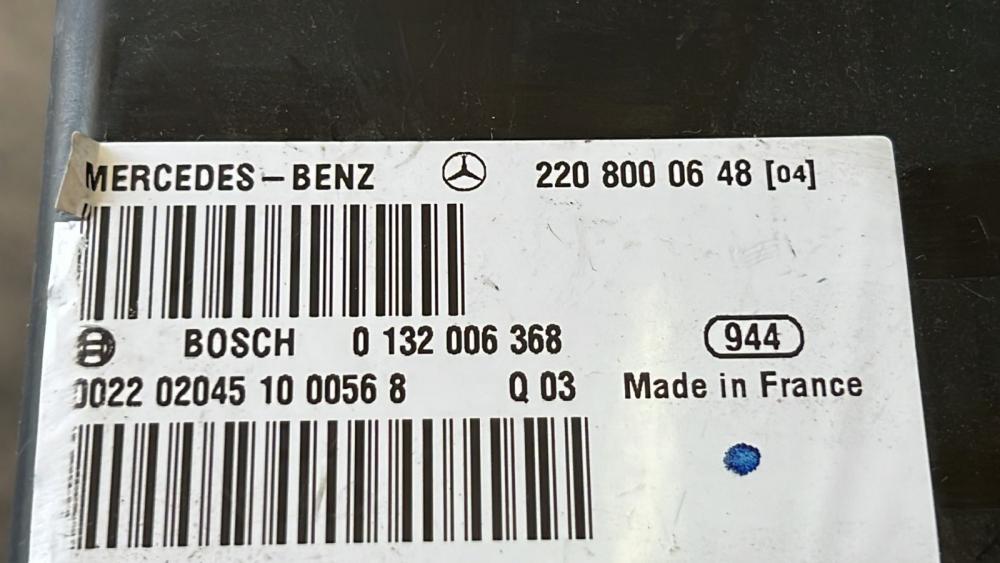 MERCEDES-BENZ 220 800 06 48 [04]
BOSCH 0 132 006 368 944
0022 02045 10 0056 8 Q 03 Made in France